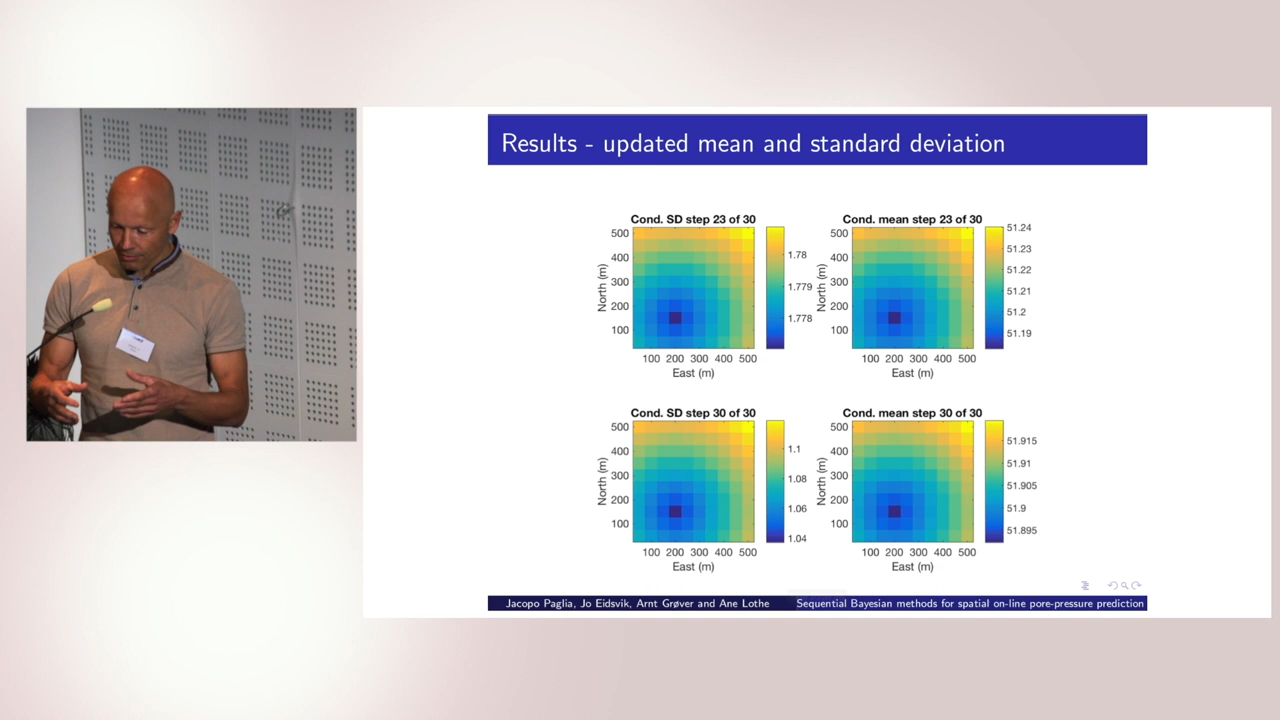 Results - updated mean and standard deviation
Cond. SD step 23 of 30
500
400
300
200
100
North (m)
100 200 300 400 500
East (m)
1.78
1.779
1.778
Cond. mean step 23 of 30
500
400
300
200
100
North (m)
100 200 300 400 500
East (m)
51.24
51.23
51.22
51.21
51.2
51.19
Cond. SD step 30 of 30
500
400
300
200
100
North (m)
100 200 300 400 500
East (m)
1.1
1.08
1.06
1.04
Cond. mean step 30 of 30
500
400
300
200
100
North (m)
100 200 300 400 500
East (m)
51.915
51.91
51.905
51.9
51.895
Jacopo Paglia, Jo Eidsvik, Arnt Grøver and Ane Lothe
Sequential Bayesian methods for spatial on-line pore-pressure prediction